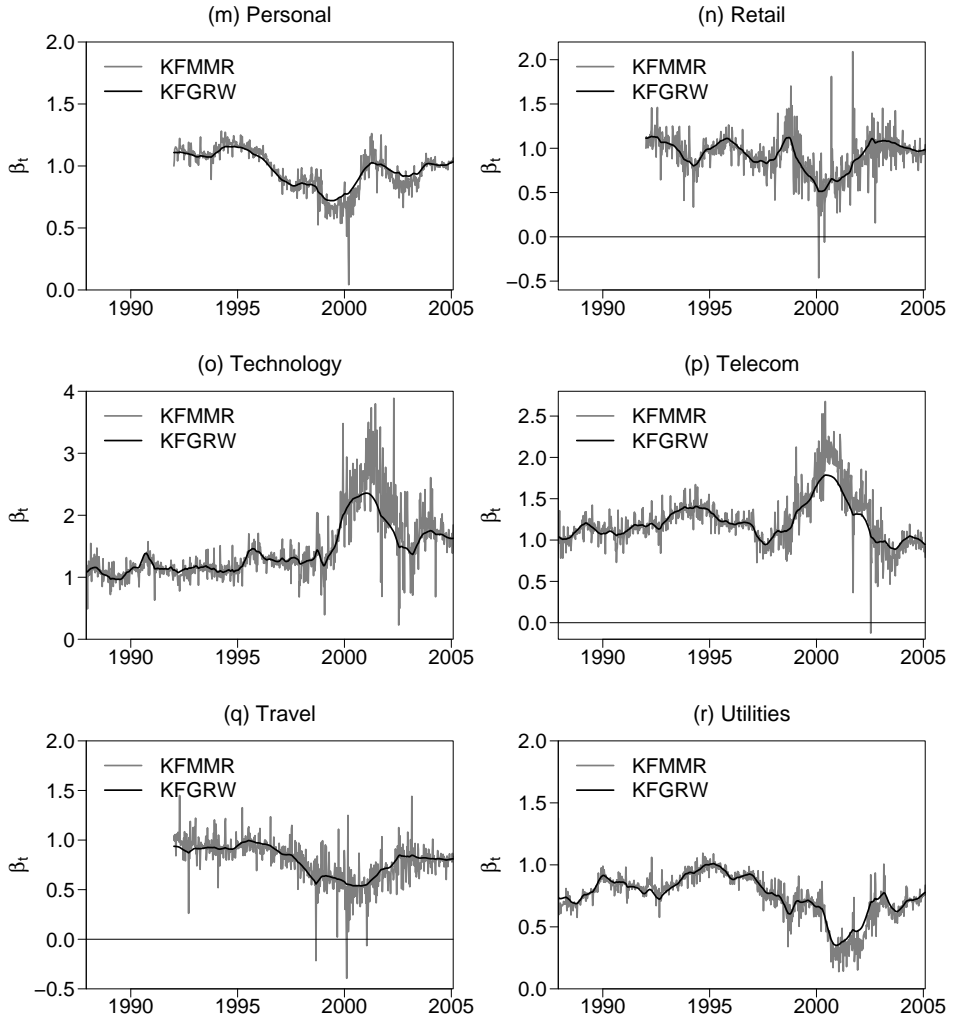 (m) Personal
2.0
1.5
1.0
0.5
0.0
βt
KFMMR
KFGRW
1990
1995
2000
2005
(n) Retail
2.0
1.5
1.0
0.5
0.0
−0.5
βt
KFMMR
KFGRW
1990
1995
2000
2005
(o) Technology
4
3
2
1
0
βt
KFMMR
KFGRW
1990
1995
2000
2005
(p) Telecom
2.5
2.0
1.5
1.0
0.5
0.0
βt
KFMMR
KFGRW
1990
1995
2000
2005
(q) Travel
2.0
1.5
1.0
0.5
0.0
−0.5
βt
KFMMR
KFGRW
1990
1995
2000
2005
(r) Utilities
2.0
1.5
1.0
0.5
0.0
βt
KFMMR
KFGRW
1990
1995
2000
2005